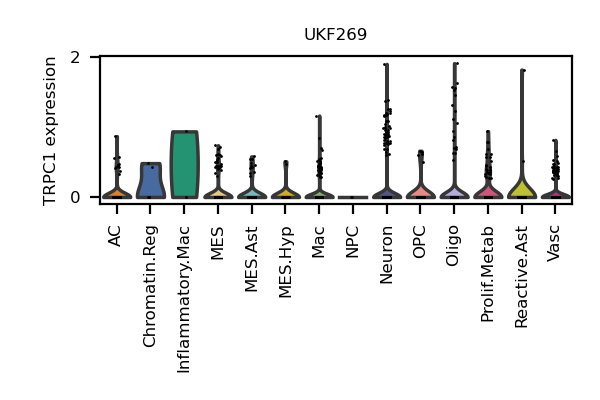 UKF269
TRPC1 expression
2
0
AC
Chromatin.Reg
Inflammatory.Mac
MES
MES.Ast
MES.Hyp
Mac
NPC
Neuron
OPC
Oligo
Prolif.Metab
Reactive.Ast
Vasc